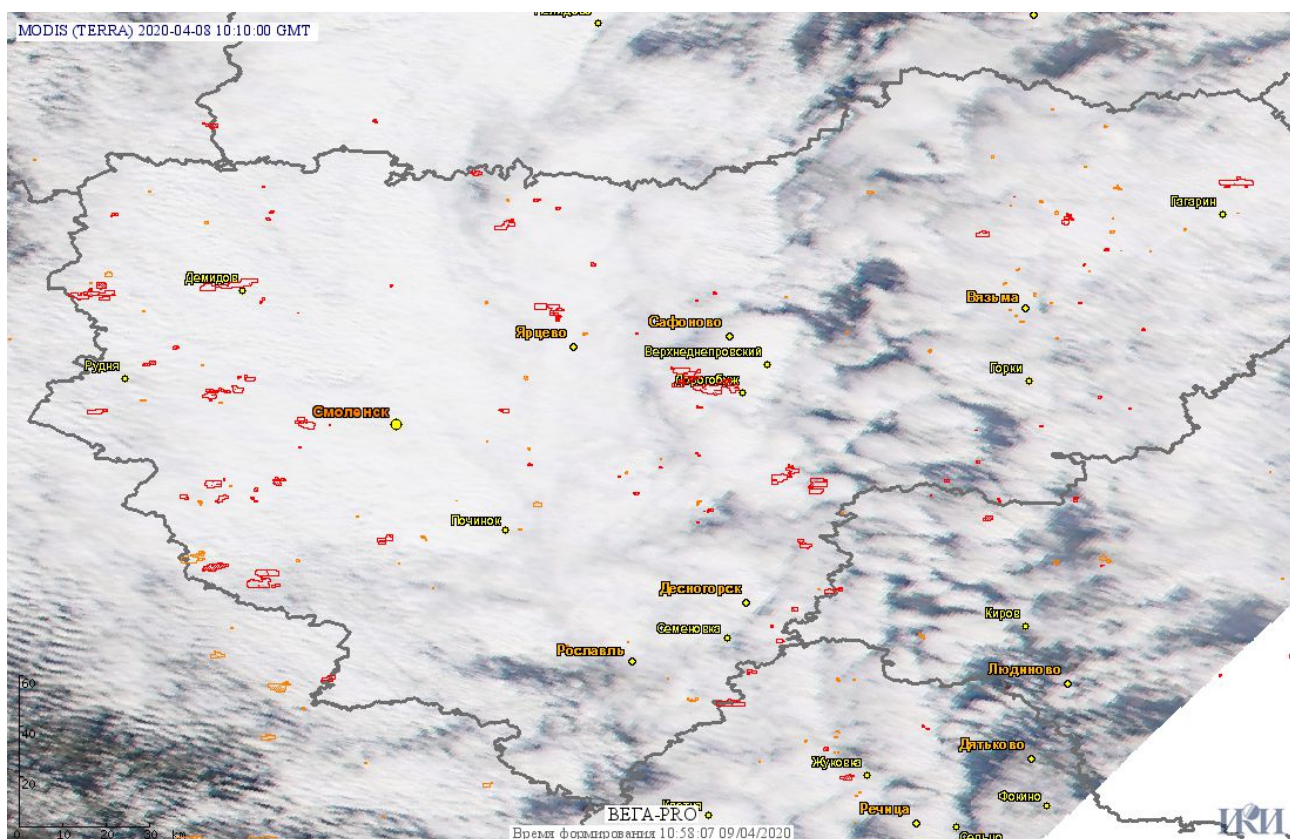 MODIS (TERRA) 2020-04-08 10:10:00 GMT
Гагарин
Демидов
Вязьма
Сафоново
Ярцево
Верхнеднепровский
Рудня
Дорогобуж
Горки
Смоленск
Починок
Десногорск
Киров
Семеновка
Рославль
Людиново
60
40
Дятьково
Жуковка
20
Фокино
ВЕГА-PRO
Речица
ИКИ
0 10 20 30 km
Время формирования 10:58:07 09/04/2020